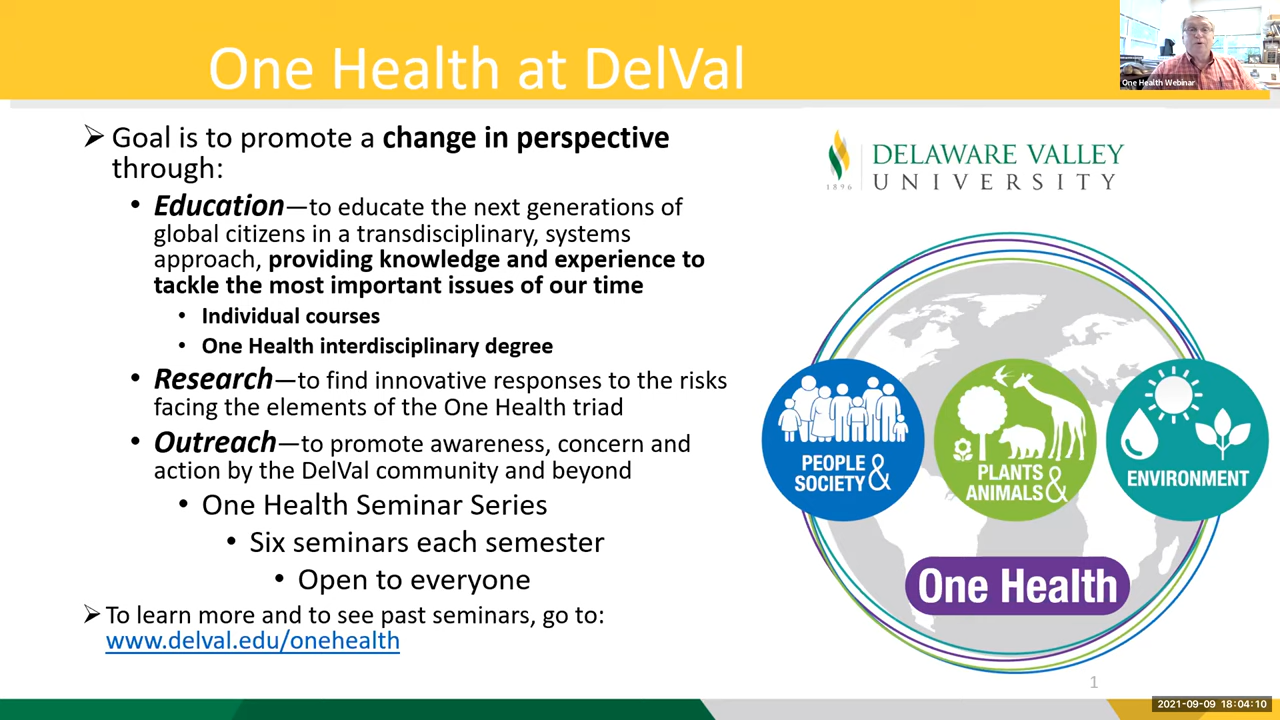 One Health at DelVal
One Health Webinar
➢ Goal is to promote a change in perspective
through:
• Education—to educate the next generations of
global citizens in a transdisciplinary, systems
approach, providing knowledge and experience to
tackle the most important issues of our time
• Individual courses
• One Health interdisciplinary degree
• Research—to find innovative responses to the risks
facing the elements of the One Health triad
• Outreach—to promote awareness, concern and
action by the DelVal community and beyond
• One Health Seminar Series
• Six seminars each semester
• Open to everyone
➢ To learn more and to see past seminars, go to:
www.delval.edu/onehealth
1896
DELAWARE VALLEY
UNIVERSITY
PEOPLE &
SOCIETY
PLANTS &
ANIMALS
ENVIRONMENT
One Health
1
2021-09-09 18:04:10